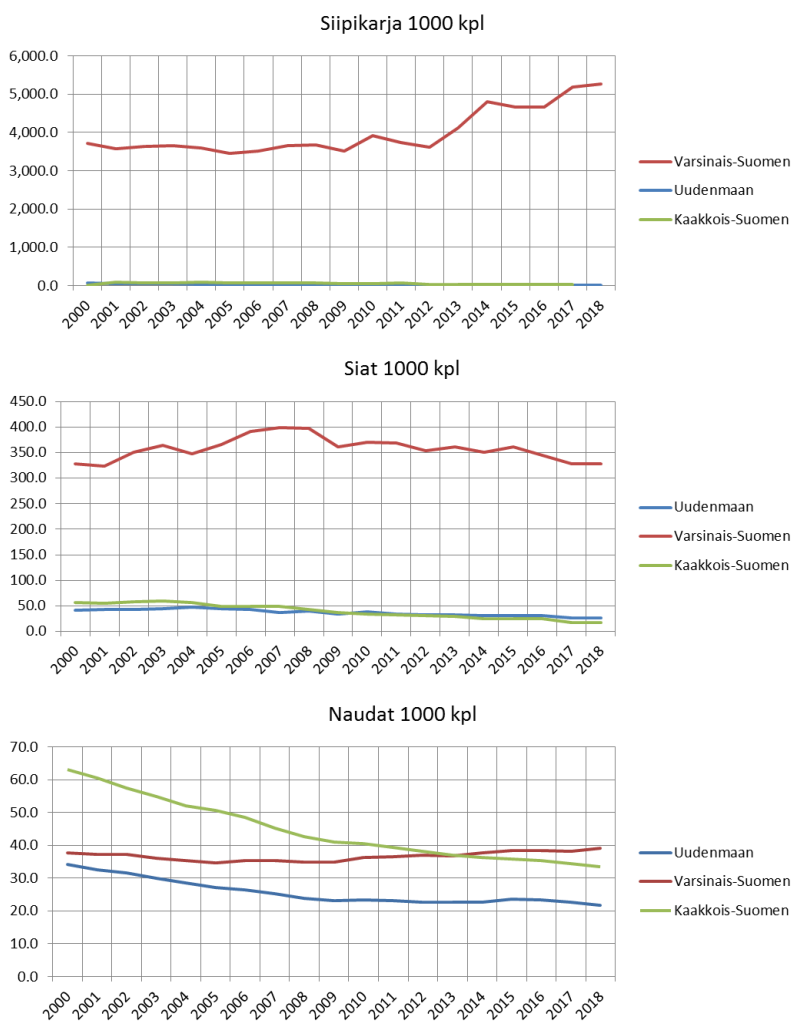 Siipikarja 1000 kpl
6,000.0
5,000.0
4,000.0
3,000.0
2,000.0
1,000.0
0.0
2000 2001 2002 2003 2004 2005 2006 2007 2008 2009 2010 2011 2012 2013 2014 2015 2016 2017 2018
Varsinais-Suomen
Uudenmaan
Kaakkois-Suomen
Siat 1000 kpl
450.0
400.0
350.0
300.0
250.0
200.0
150.0
100.0
50.0
0.0
2000 2001 2002 2003 2004 2005 2006 2007 2008 2009 2010 2011 2012 2013 2014 2015 2016 2017 2018
Uudenmaan
Varsinais-Suomen
Kaakkois-Suomen
Naudat 1000 kpl
70.0
60.0
50.0
40.0
30.0
20.0
10.0
0.0
2000 2001 2002 2003 2004 2005 2006 2007 2008 2009 2010 2011 2012 2013 2014 2015 2016 2017 2018
Uudenmaan
Varsinais-Suomen
Kaakkois-Suomen